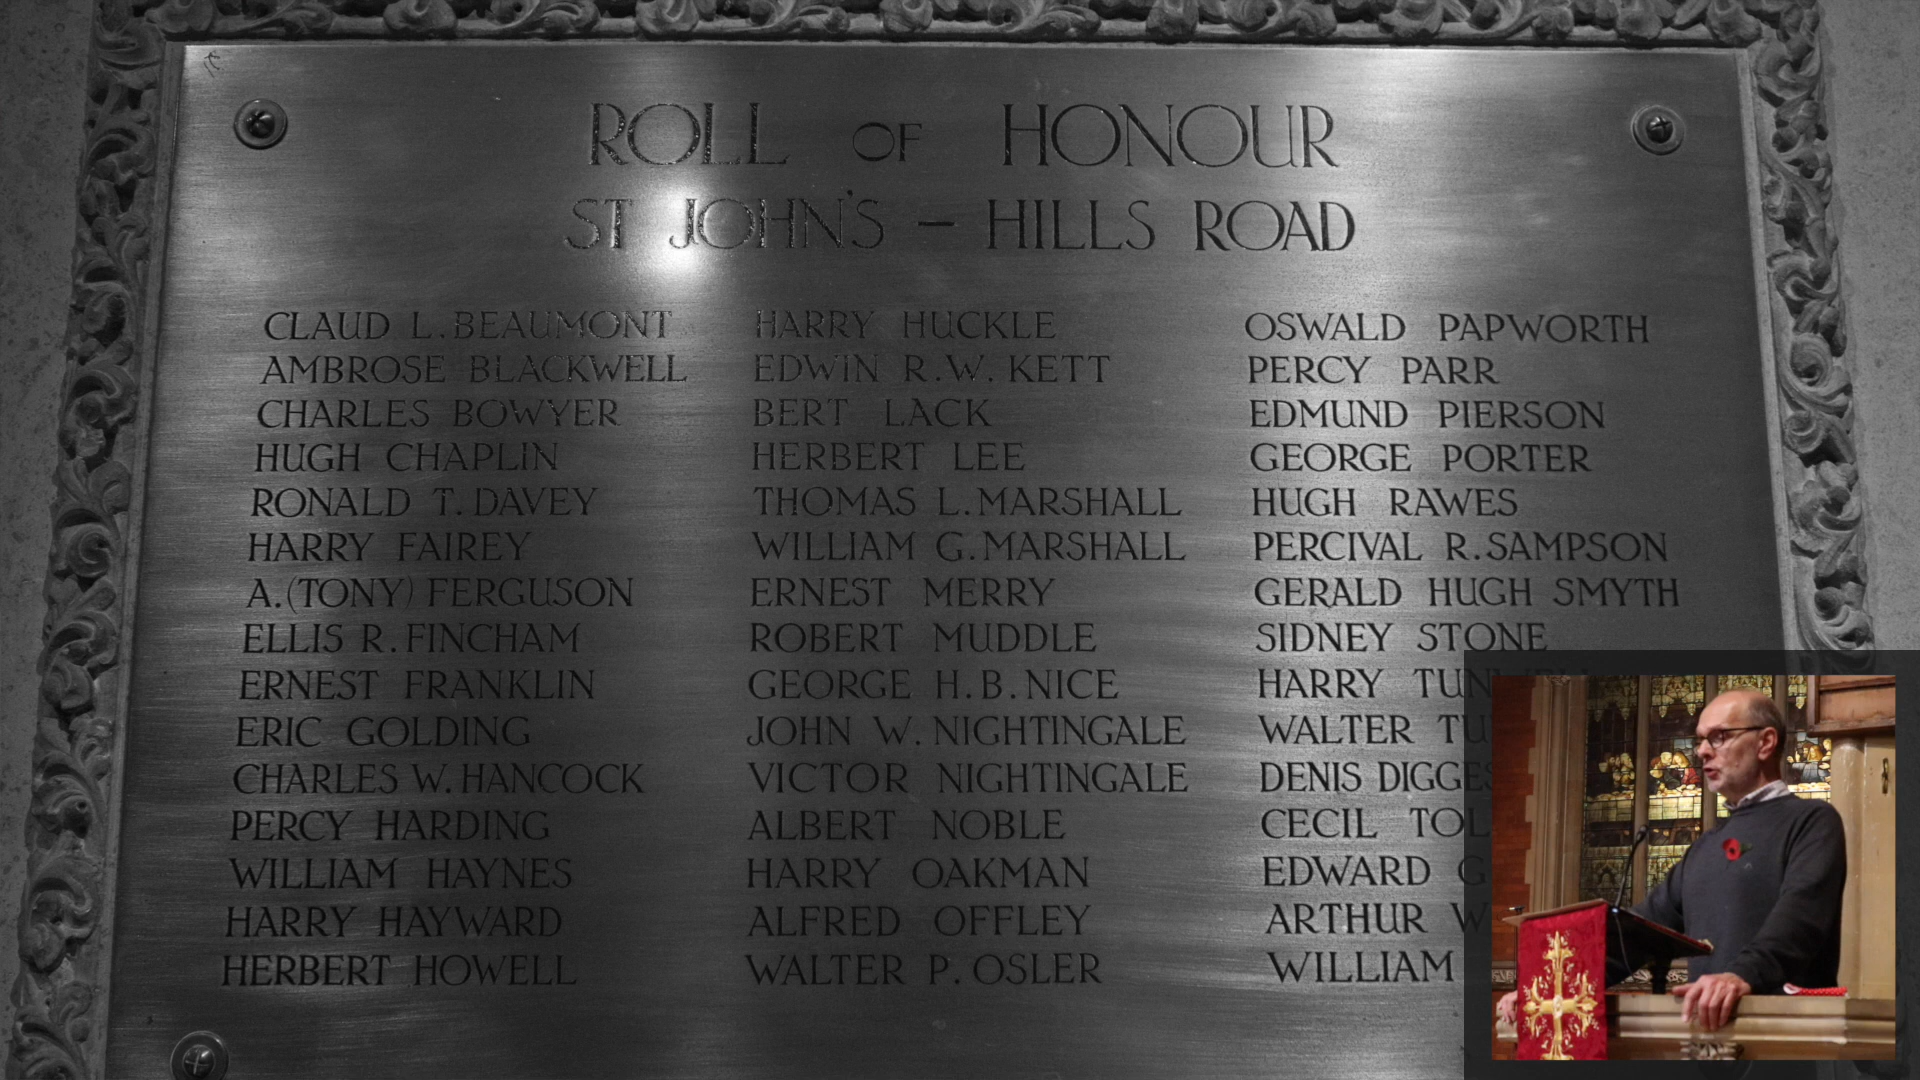 ROLL OF HONOUR
ST JOHN'S – HILLS ROAD
CLAUD L. BEAUMONT
AMBROSE BLACKWELL
CHARLES BOWYER
HUGH CHAPLIN
RONALD T. DAVEY
HARRY FAIREY
A. (TONY) FERGUSON
ELLIS R. FINCHAM
ERNEST FRANKLIN
ERIC GOLDING
CHARLES W. HANCOCK
PERCY HARDING
WILLIAM HAYNES
HARRY HAYWARD
HERBERT HOWELL
HARRY HUCKLE
EDWIN R. W. KETT
BERT LACK
HERBERT LEE
THOMAS L. MARSHALL
WILLIAM G. MARSHALL
ERNEST MERRY
ROBERT MUDDLE
GEORGE H. B. NICE
JOHN W. NIGHTINGALE
VICTOR NIGHTINGALE
ALBERT NOBLE
HARRY OAKMAN
ALFRED OFFLEY
WALTER P. OSLER
OSWALD PAPWORTH
PERCY PARR
EDMUND PIERSON
GEORGE PORTER
HUGH RAWES
PERCIVAL R. SAMPSON
GERALD HUGH SMYTH
SIDNEY STONE
HARRY
WALTER
DENIS
CECIL
EDWARD
ARTHUR
WILLIAM